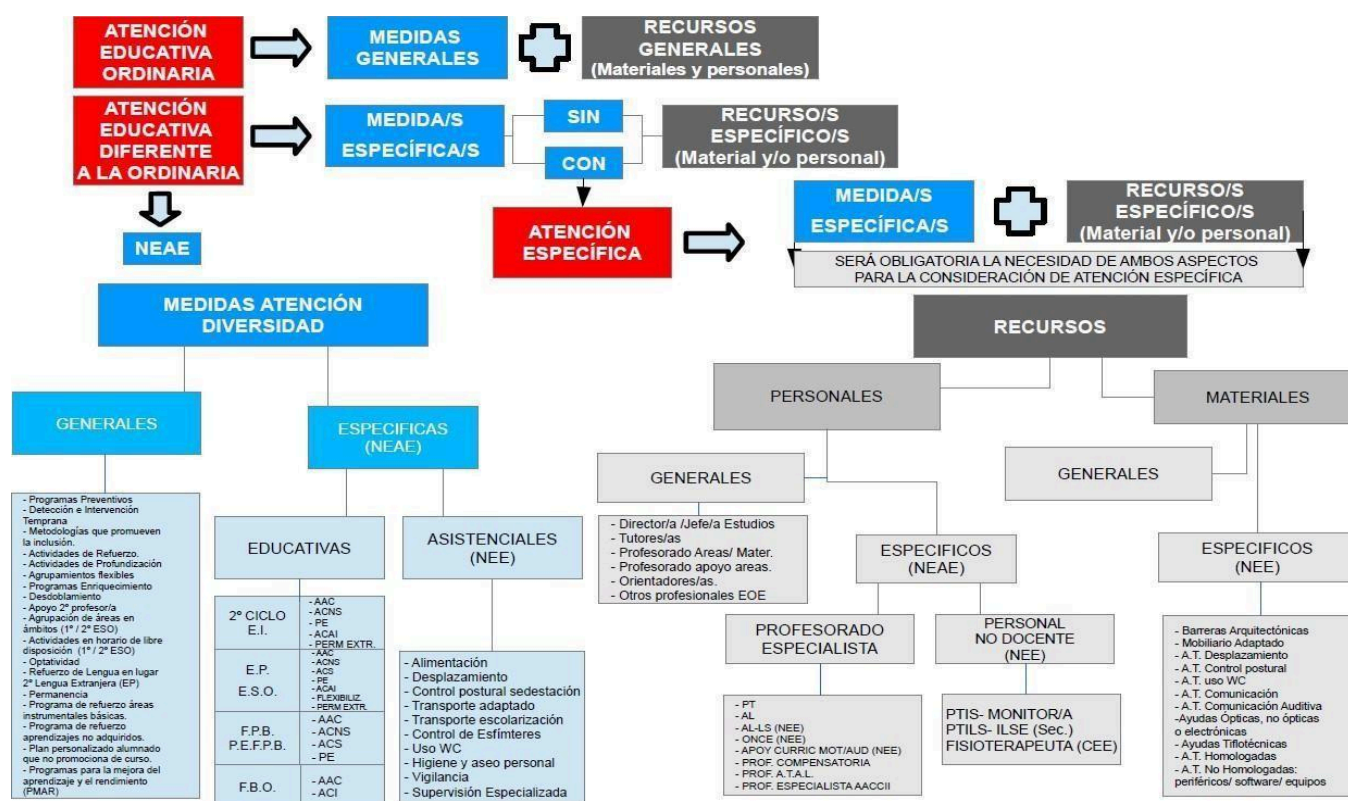 ATENCIÓN
EDUCATIVA
ORDINARIA
MEDIDAS
GENERALES
RECURSOS
GENERALES
(Materiales y personales)
ATENCIÓN
EDUCATIVA
DIFERENTE
A LA ORDINARIA
MEDIDA/S
ESPECÍFICA/S
SIN
CON
RECURSO/S
ESPECÍFICO/S
(Material y/o personal)
NEAE
ATENCIÓN
ESPECÍFICA
MEDIDA/S
ESPECÍFICA/S
RECURSO/S
ESPECÍFICO/S
(Material y/o personal)
SERÁ OBLIGATORIA LA NECESIDAD DE AMBOS ASPECTOS
PARA LA CONSIDERACIÓN DE ATENCIÓN ESPECÍFICA
MEDIDAS ATENCIÓN
DIVERSIDAD
GENERALES
- Programas Preventivos
- Detección e Intervención
Temprana
- Metodologías que promueven
la inclusión.
- Actividades de Refuerzo.
- Actividades de Profundización
- Agrupamientos flexibles
- Programas Enriquecimiento
- Desdoblamiento
- Apoyo 2º profesor/a
- Agrupación de áreas en
ámbitos (1º / 2º ESO)
- Actividades en horario de libre
disposición (1º / 2º ESO)
- Optatividad
- Refuerzo de Lengua en lugar
2ª Lengua Extranjera (EP)
- Permanencia
- Programa de refuerzo áreas
instrumentales básicas.
- Programa de refuerzo
aprendizajes no adquiridos.
- Plan personalizado alumnado
que no promociona de curso.
- Programas para la mejora del
aprendizaje y el rendimiento
(PMAR)
ESPECIFICAS
(NEAE)
EDUCATIVAS
2º CICLO
E.I.
- AAC
- ACNS
- PE
- ACAI
- PERM EXTR.
E.P.
E.S.O.
- AAC
- ACNS
- ACS
- PE
- ACAI
- FLEXIBILIZ.
- PERM EXTR.
F.P.B.
P.E.F.P.B.
- AAC
- ACNS
- ACS
- PE
F.B.O.
- AAC
- ACI
ASISTENCIALES
(NEE)
- Alimentación
- Desplazamiento
- Control postural sedestación
- Transporte adaptado
- Transporte escolarización
- Control de Esfínteres
- Uso WC
- Higiene y aseo personal
- Vigilancia
- Supervisión Especializada
RECURSOS
PERSONALES
GENERALES
- Director/a /Jefe/a Estudios
- Tutores/as
- Profesorado Areas/ Mater.
- Profesorado apoyo areas.
- Orientadores/as.
- Otros profesionales EOE
ESPECIFICOS
(NEAE)
PROFESORADO
ESPECIALISTA
- PT
- AL
- AL-LS (NEE)
- ONCE (NEE)
- APOY CURRIC MOT/AUD (NEE)
- PROF. COMPENSATORIA
- PROF. A.T.A.L.
- PROF. ESPECIALISTA AACCII
PERSONAL
NO DOCENTE
(NEE)
PTIS- MONITOR/A
PTILS- ILSE (Sec.)
FISIOTERAPEUTA (CEE)
MATERIALES
GENERALES
ESPECIFICOS
(NEE)
- Barreras Arquitectónicas
- Mobiliario Adaptado
- A.T. Desplazamiento
- A.T. Control postural
- A.T. uso WC
- A.T. Comunicación
- A.T. Comunicación Auditiva
-Ayudas Ópticas, no ópticas
o electrónicas
- Ayudas Tiflotécnicas
- A.T. Homologadas
- A.T. No Homologadas:
periféricos/ software/ equipos